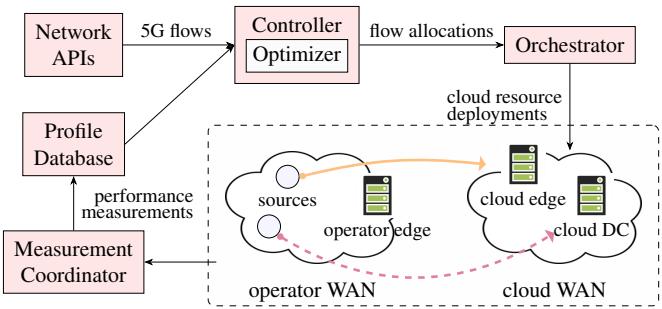 Network
APIs
5G flows
Controller
Optimizer
flow allocations
Orchestrator
cloud resource
deployments
Profile
Database
performance
measurements
Measurement
Coordinator
sources
operator edge
cloud edge
cloud DC
operator WAN
cloud WAN